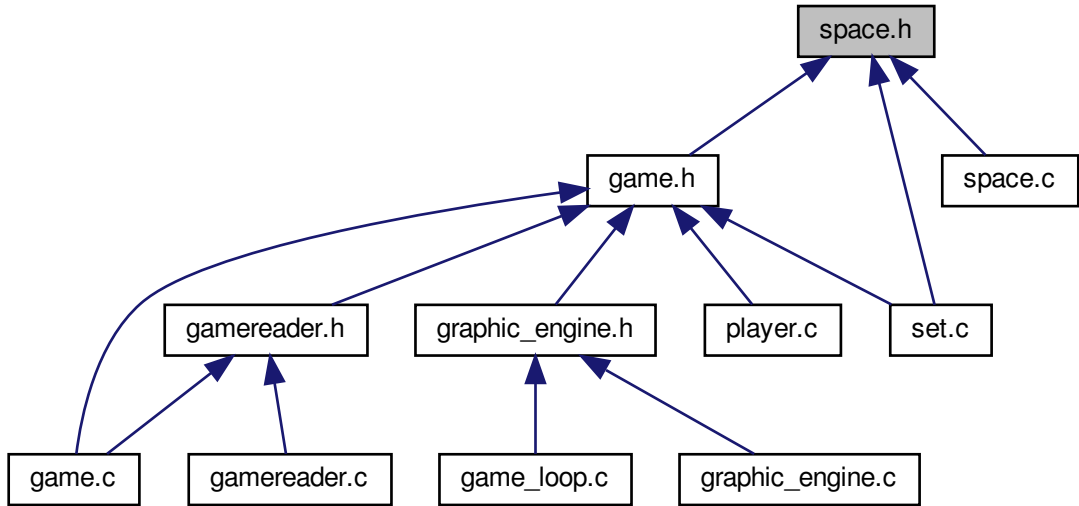 space.h
game.h
space.c
gamereader.h
graphic_engine.h
player.c
set.c
game.c
gamereader.c
game_loop.c
graphic_engine.c